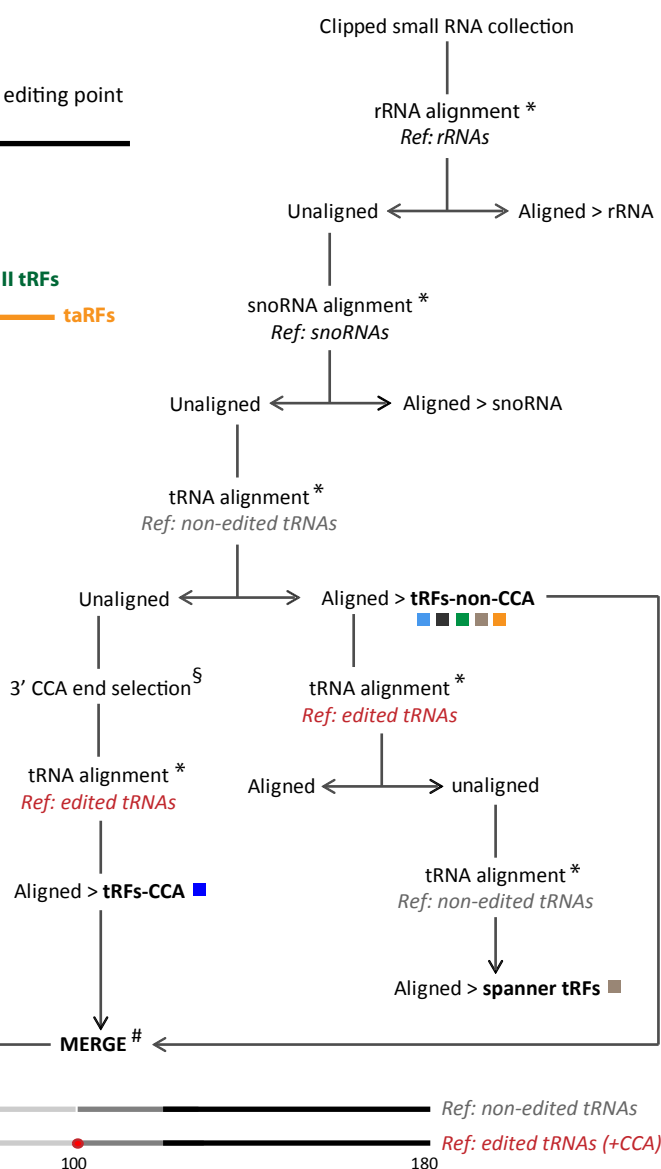 Clipped small RNA collection
editing point
rRNA alignment *
Ref: rRNAs
Unaligned
Aligned > rRNA
II tRFs
taRFs
snoRNA alignment *
Ref: snoRNAs
Unaligned
Aligned > snoRNA
tRNA alignment *
Ref: non-edited tRNAs
Unaligned
Aligned > tRFs-non-CCA
3' CCA end selection §
tRNA alignment *
Ref: edited tRNAs
tRNA alignment *
Ref: edited tRNAs
Aligned
unaligned
Aligned > tRFs-CCA
tRNA alignment *
Ref: non-edited tRNAs
Aligned > spanner tRFs
MERGE #
Ref: non-edited tRNAs
Ref: edited tRNAs (+CCA)
100
180